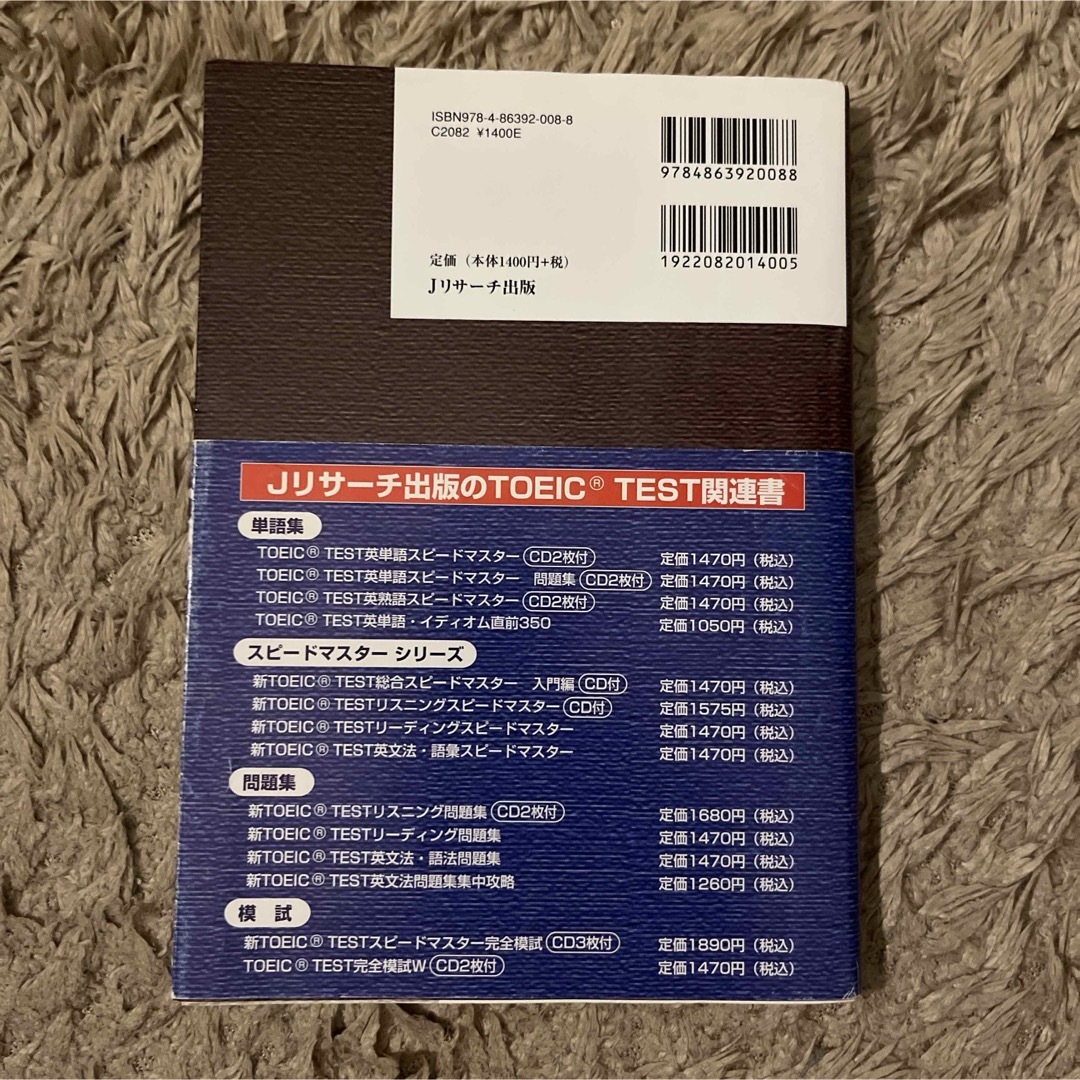 ISBN978-4-86392-008-8
C2082 ¥1400E
9784863920088
1922082014005
定価（本体1400円+税）
Jリサーチ出版
Jリサーチ出版のTOEIC® TEST関連書
単語集
TOEIC® TEST英単語スピードマスター CD2枚付 定価1470円（税込）
TOEIC® TEST英単語スピードマスター 問題集 CD2枚付 定価1470円（税込）
TOEIC® TEST英熟語スピードマスター CD2枚付 定価1470円（税込）
TOEIC® TEST英単語・イディオム直前350 定価1050円（税込）
スピードマスター シリーズ
新TOEIC® TEST総合スピードマスター 入門編 CD付 定価1470円（税込）
新TOEIC® TESTリスニングスピードマスター CD付 定価1575円（税込）
新TOEIC® TESTリーディングスピードマスター 定価1470円（税込）
新TOEIC® TEST英文法・語彙スピードマスター 定価1470円（税込）
問題集
新TOEIC® TESTリスニング問題集 CD2枚付 定価1680円（税込）
新TOEIC® TESTリーディング問題集 定価1470円（税込）
新TOEIC® TEST英文法・語法問題集 定価1470円（税込）
新TOEIC® TEST英文法問題集集中攻略 定価1260円（税込）
模 試
新TOEIC® TESTスピードマスター完全模試 CD3枚付 定価1890円（税込）
TOEIC® TEST完全模試W CD2枚付 定価1470円（税込）